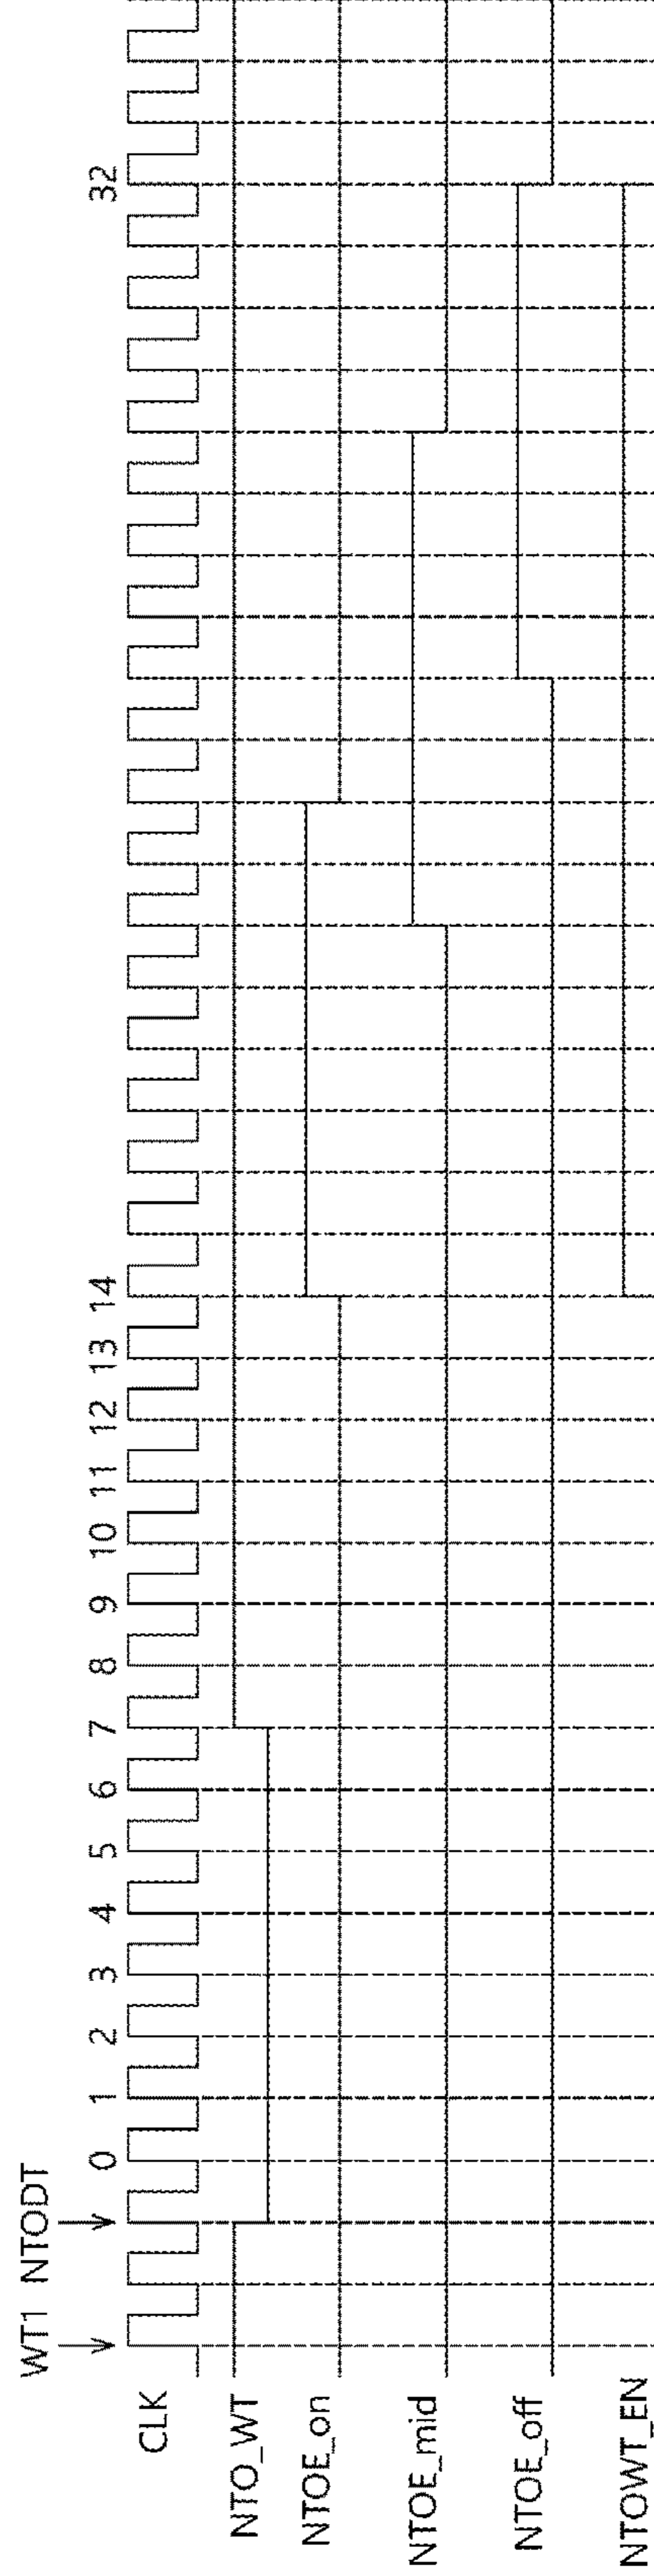 WT1 NTODT
0 1 2 3 4 5 6 7 8 9 10 11 12 13 14 32
CLK
NTO_WT
NTOE_on
NTOE_mid
NTOE_off
NTOWT_EN